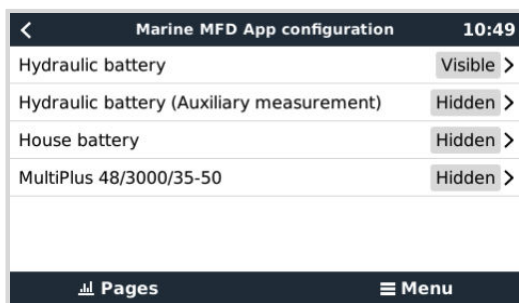 Marine MFD App configuration 10:49
Hydraulic battery Visible
Hydraulic battery (Auxiliary measurement) Hidden
House battery Hidden
MultiPlus 48/3000/35-50 Hidden
Pages Menu